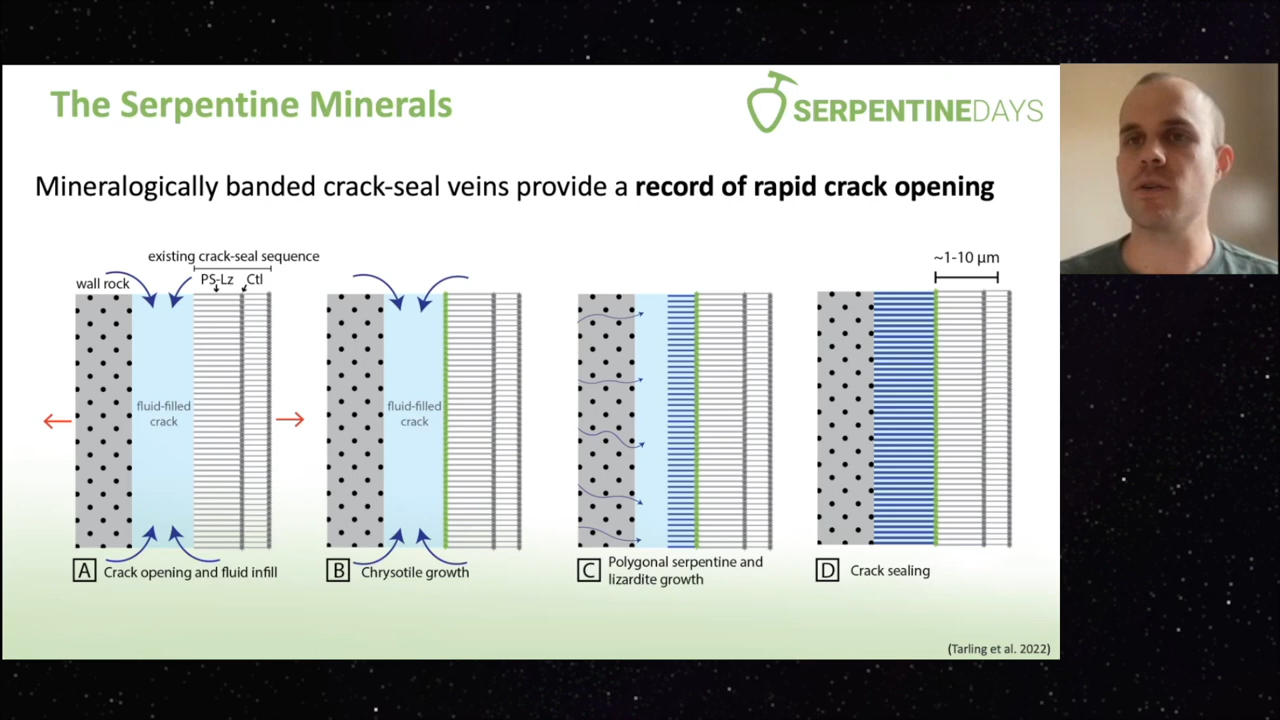 The Serpentine Minerals
SERPENTINEDAYS
Mineralogically banded crack-seal veins provide a record of rapid crack opening
existing crack-seal sequence
wall rock
PS-Lz
Ctl
fluid-filled
crack
A Crack opening and fluid infill
fluid-filled
crack
B Chrysotile growth
C Polygonal serpentine and
lizardite growth
~1-10 μm
D Crack sealing
(Tarling et al. 2022)